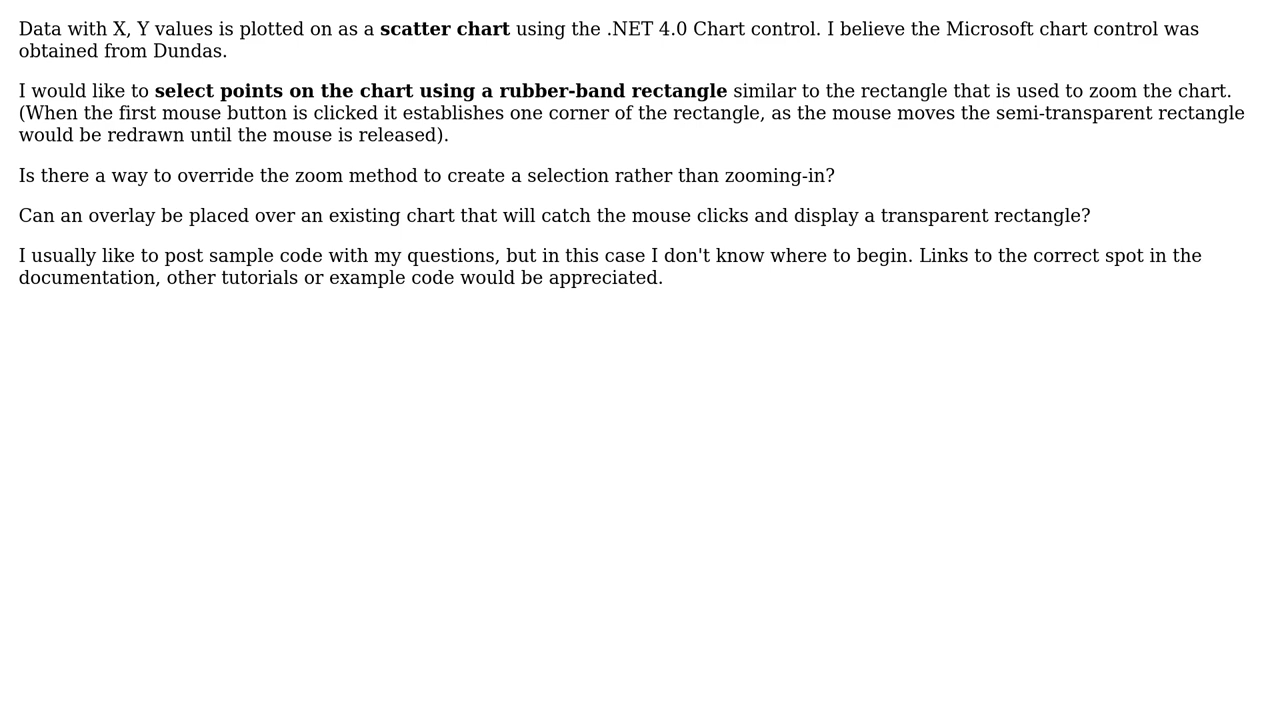 Data with X, Y values is plotted on as a scatter chart using the .NET 4.0 Chart control. I believe the Microsoft chart control was
obtained from Dundas.
I would like to select points on the chart using a rubber-band rectangle similar to the rectangle that is used to zoom the chart.
(When the first mouse button is clicked it establishes one corner of the rectangle, as the mouse moves the semi-transparent rectangle
would be redrawn until the mouse is released).
Is there a way to override the zoom method to create a selection rather than zooming-in?
Can an overlay be placed over an existing chart that will catch the mouse clicks and display a transparent rectangle?
I usually like to post sample code with my questions, but in this case I don't know where to begin. Links to the correct spot in the
documentation, other tutorials or example code would be appreciated.